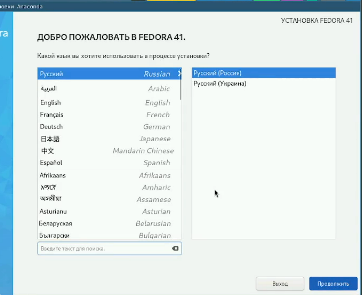 УСТАНОВКА FEDORA 41
ДОБРО ПОЖАЛОВАТЬ В FEDORA 41.
Какой язык вы хотите использовать в процессе установки?
Русский Russian
العربية Arabic
English English
Français French
Deutsch German
日本語 Japanese
中文 Mandarin Chinese
Español Spanish
Afrikaans Afrikaans
አማርኛ Amharic
অসমীয়া Assamese
Asturianu Asturian
Беларуская Belarusian
Български Bulgarian
Русский (Россия)
Русский (Украина)
Введите текст для поиска.
Выход
Продолжить